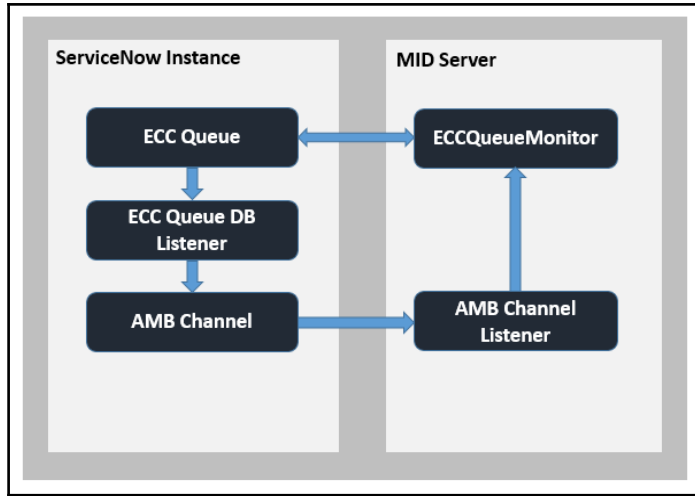 ServiceNow Instance
ECC Queue
ECC Queue DB
Listener
AMB Channel
MID Server
ECCQueueMonitor
AMB Channel
Listener